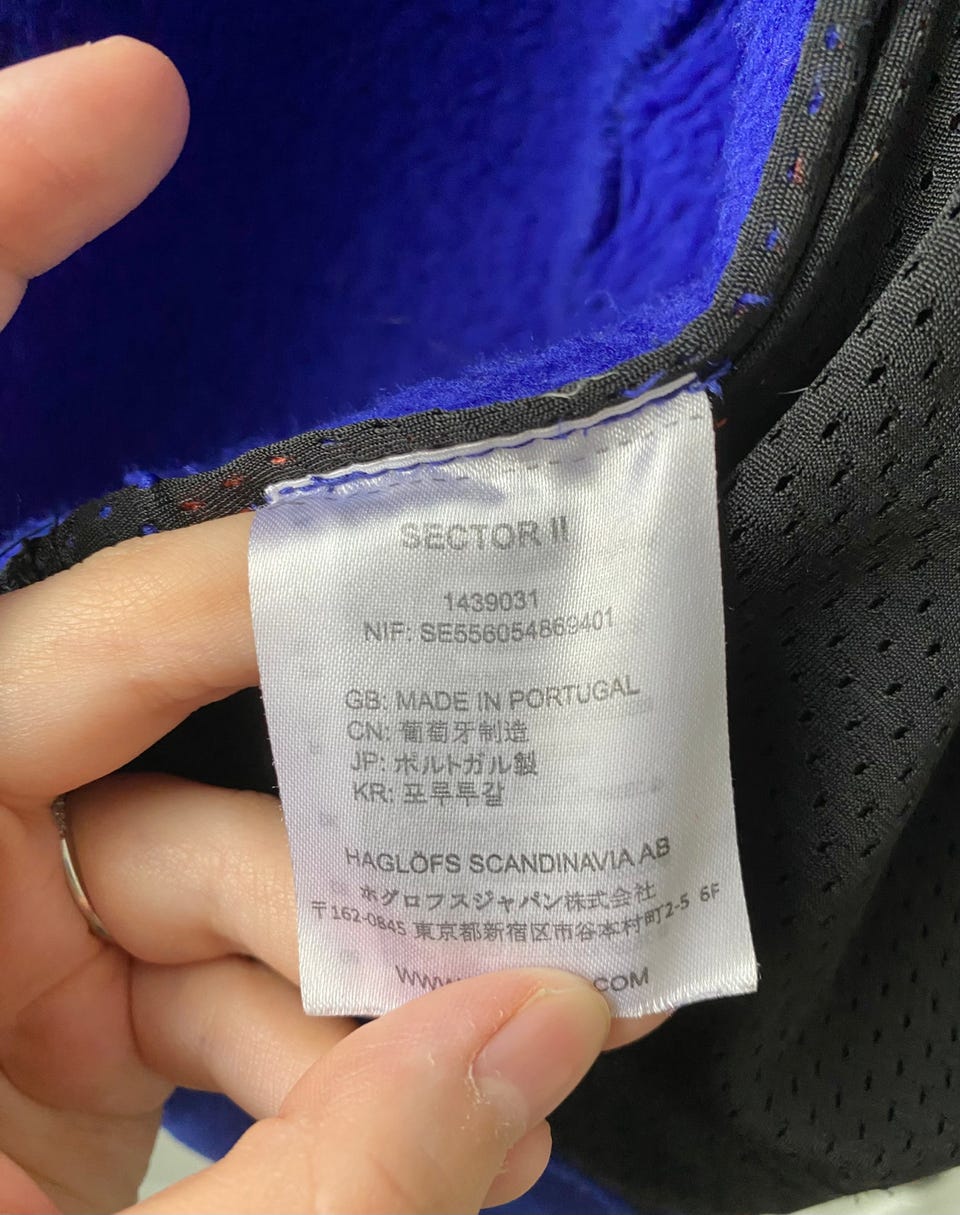 SECTOR II
1439031
NIF: SE556054869401
GB: MADE IN PORTUGAL
CN: 葡萄牙制造
JP: ポルトガル製
KR: 포루투갈
HAGLÖFS SCANDINAVIA AB
ホグロフスジャパン株式会社
〒162-0845 東京都新宿区市谷本村町2-5 6F
COM